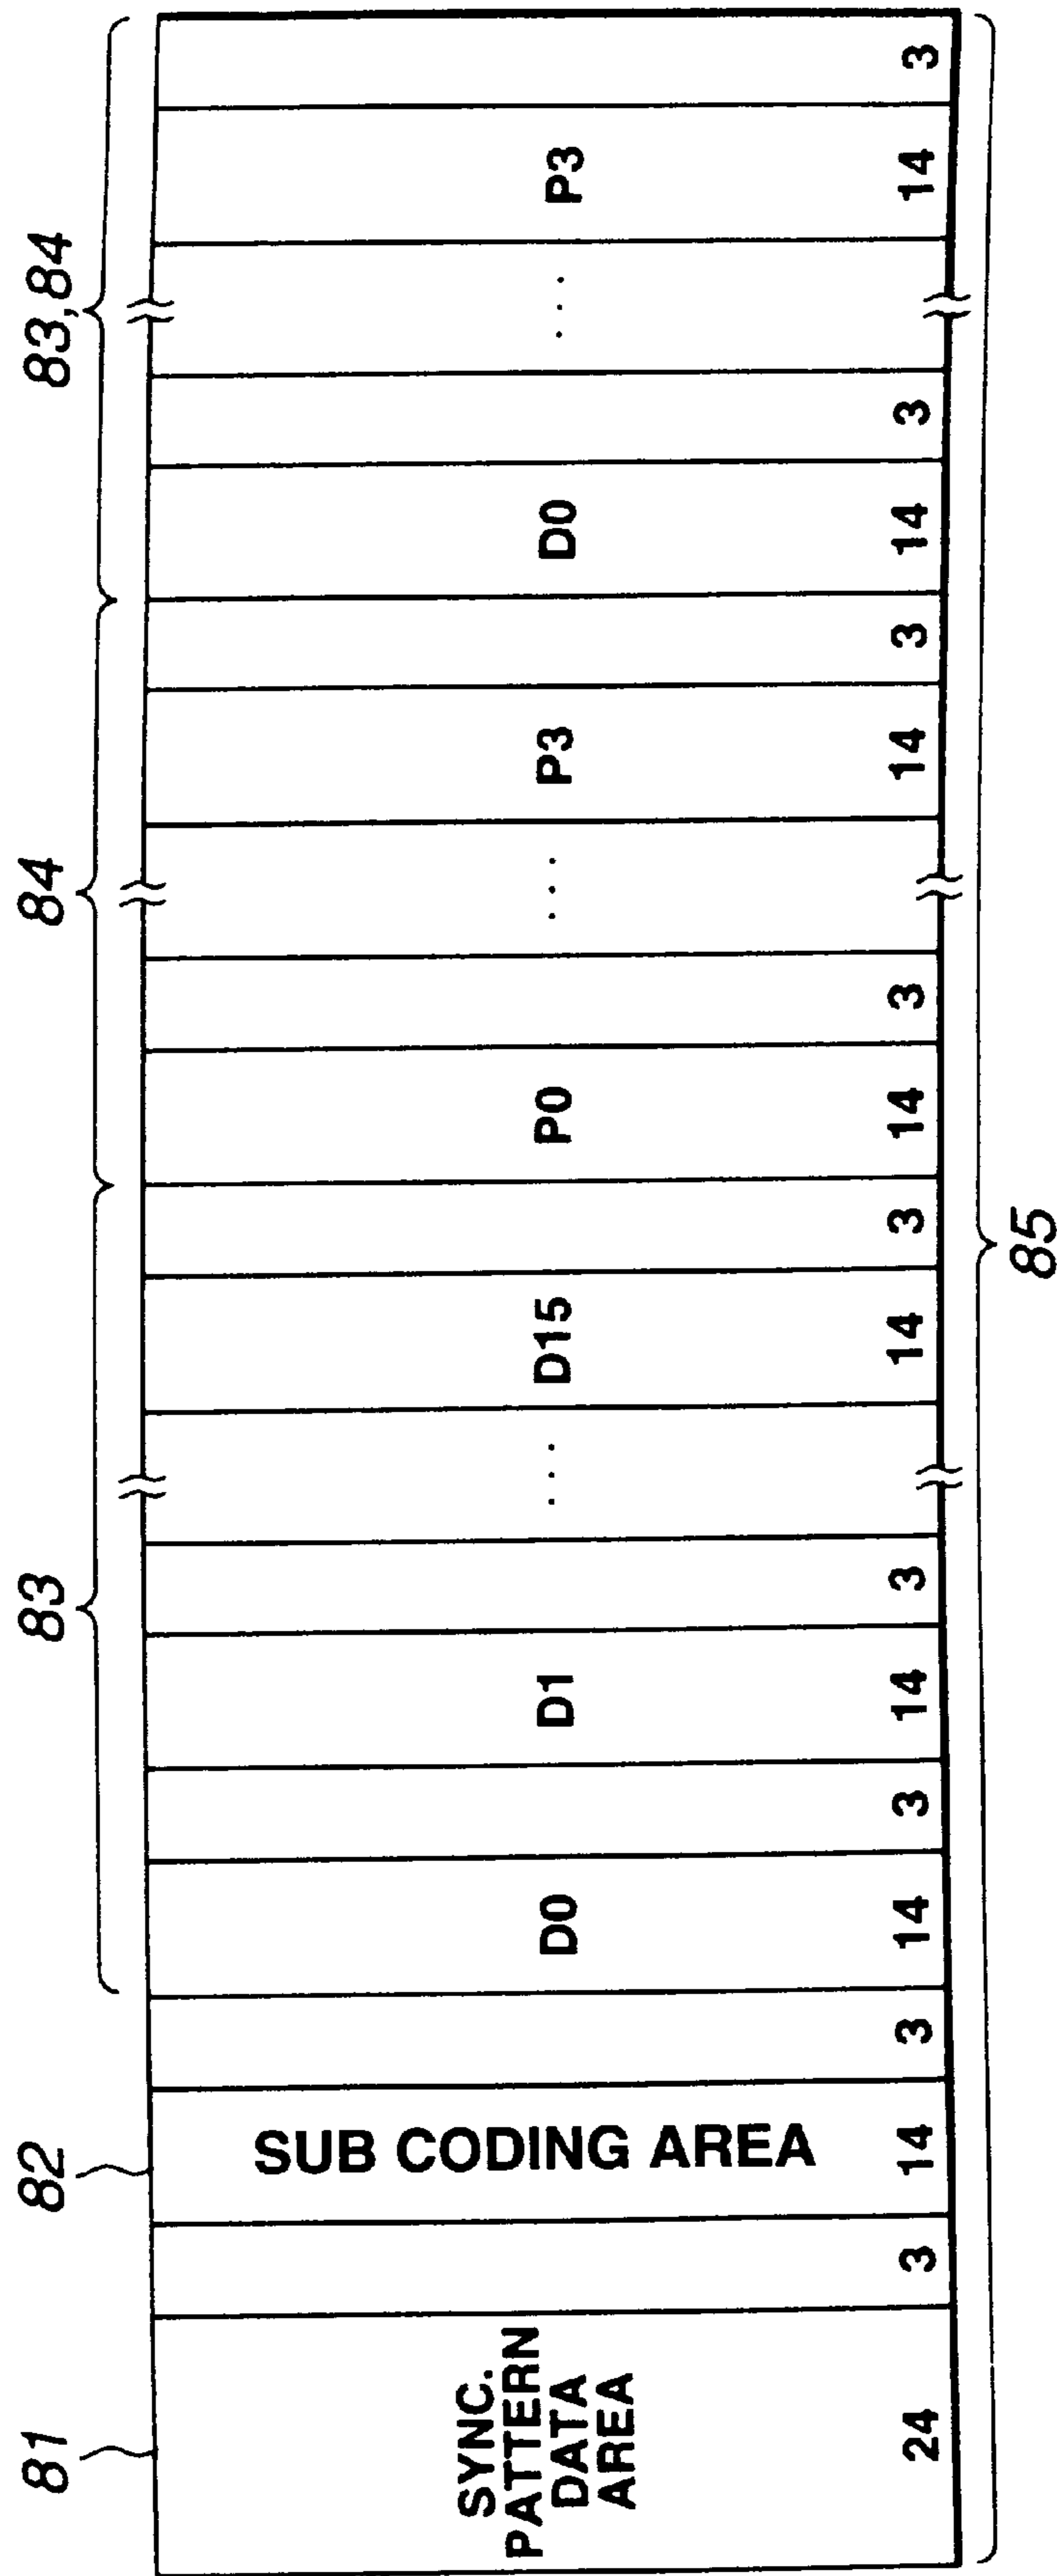 81 82 83 84 83,84
SYNC.
PATTERN
DATA
AREA
SUB CODING AREA
D0 D1 ... D15 P0 ... P3 D0 ... P3
24 3 14 3 14 3 14 3 14 3 14 3 14 3 14 3 14 3
85